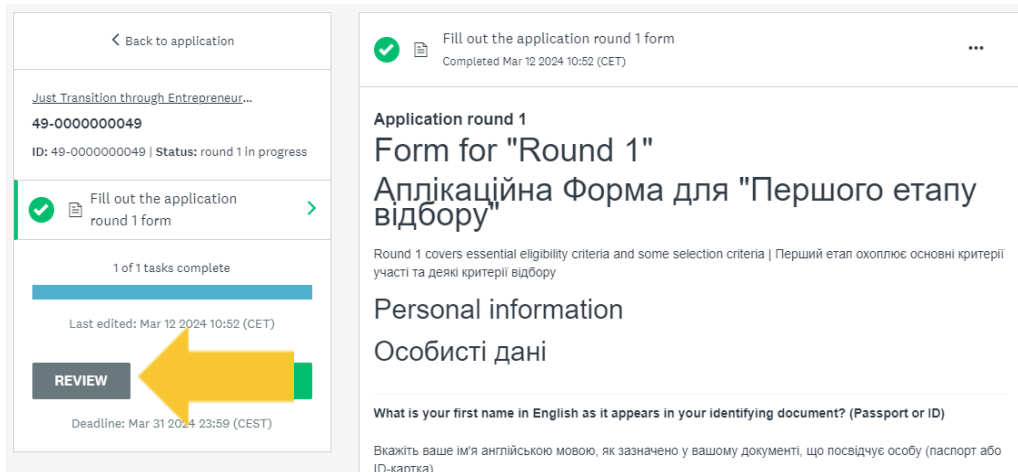 Back to application
Just Transition through Entrepreneur...
49-0000000049
ID: 49-0000000049 | Status: round 1 in progress
Fill out the application
round 1 form
1 of 1 tasks complete
Last edited: Mar 12 2024 10:52 (CET)
REVIEW
Deadline: Mar 31 2024 23:59 (CEST)
Fill out the application round 1 form
Completed Mar 12 2024 10:52 (CET)
Application round 1
Form for "Round 1"
Аплікаційна Форма для "Першого етапу
відбору"
Round 1 covers essential eligibility criteria and some selection criteria | Перший етап охоплює основні критерії
участі та деякі критерії відбору
Personal information
Особисті дані
What is your first name in English as it appears in your identifying document? (Passport or ID)
Вкажіть ваше ім'я англійською мовою, як зазначено у вашому документі, що посвідчує особу (паспорт або
ID-картка)